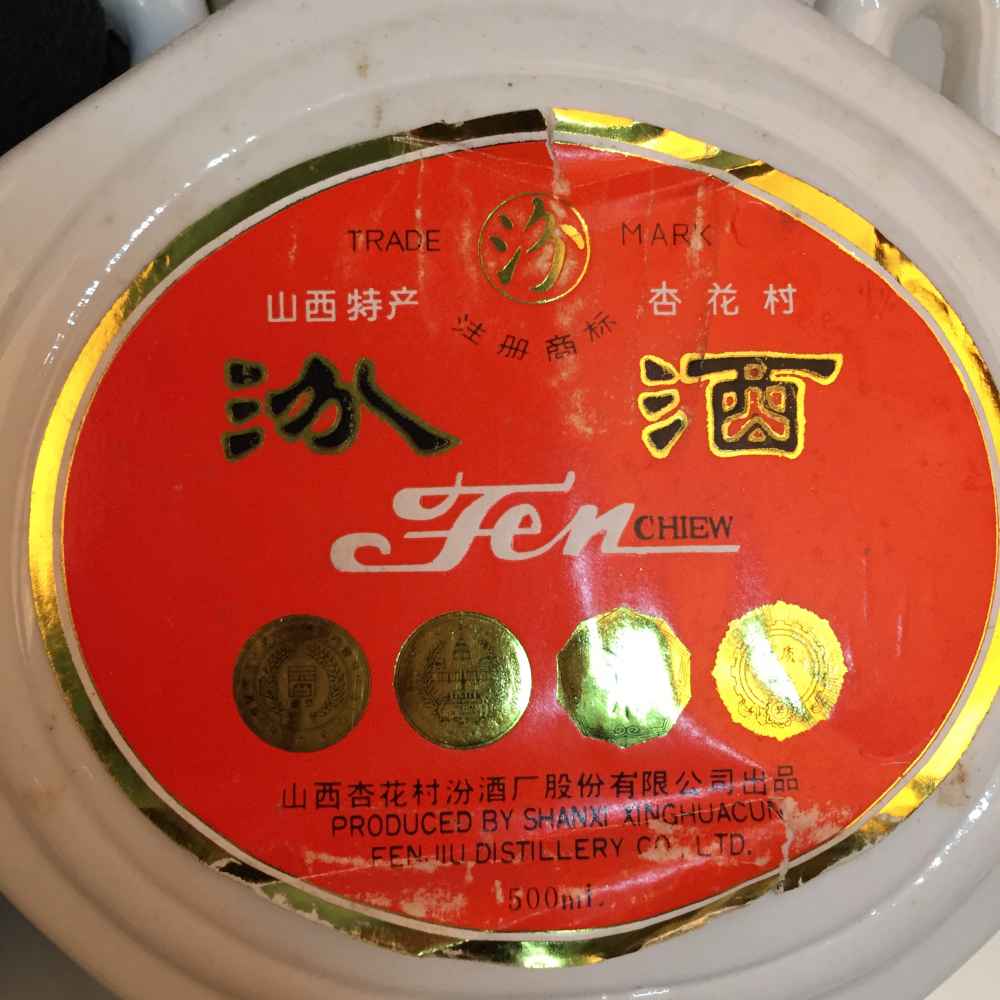 TRADE 汾 MARK
山西特产 杏花村
注册商标
汾酒
Fen CHIEW
山西杏花村汾酒厂股份有限公司出品
PRODUCED BY SHANXI XINGHUACUN
FENJIU DISTILLERY CO., LTD.
500ml.